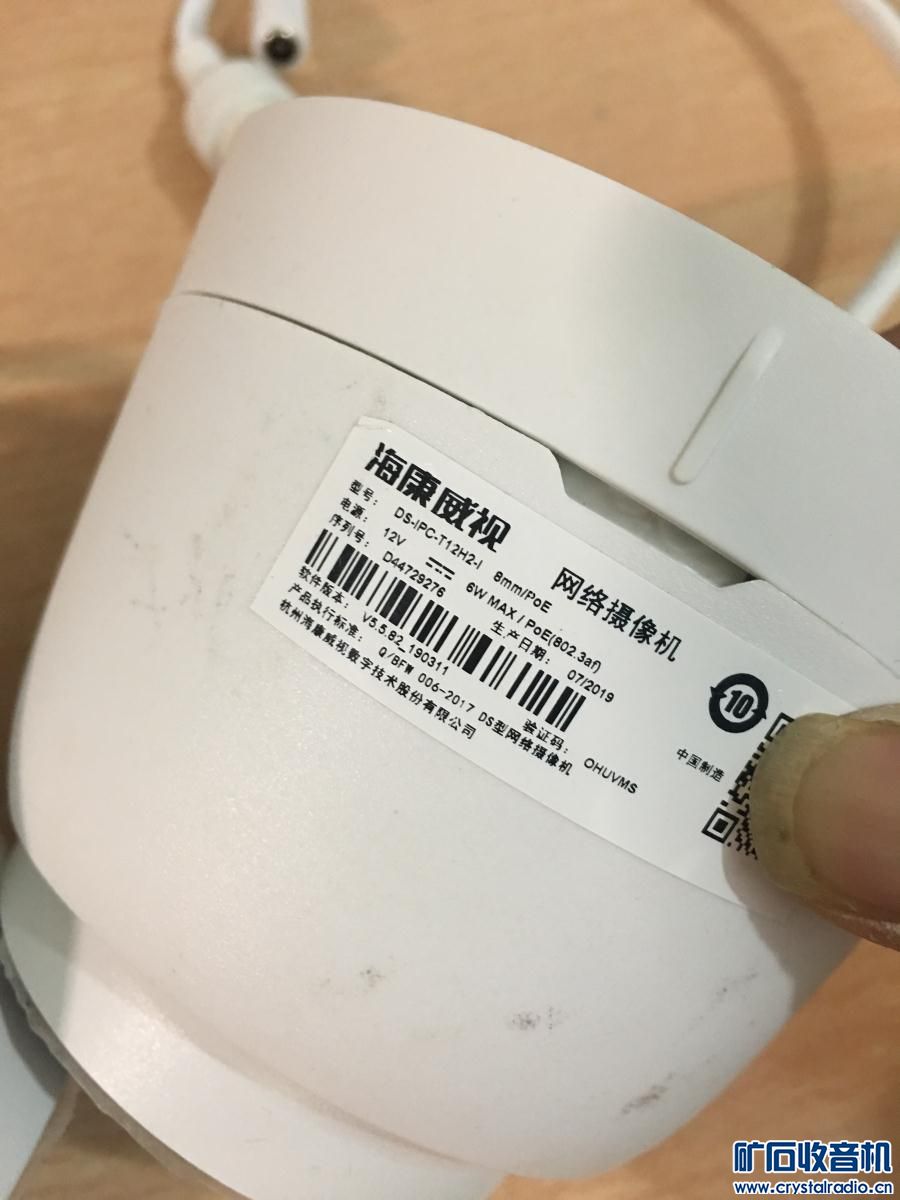 海康威视 网络摄像机
型号: DS-IPC-T12H2-I 8mm/PoE
电源: 12V 6W MAX / PoE(802.3af)
序列号: D44729276 生产日期: 07/2019
软件版本: V5.5.82_190311 验证码: OHUVMS
产品执行标准: Q/BFW 006-2017 DS型网络摄像机
杭州海康威视数字技术股份有限公司
10
中国制造
矿石收音机
www.crystalradio.cn